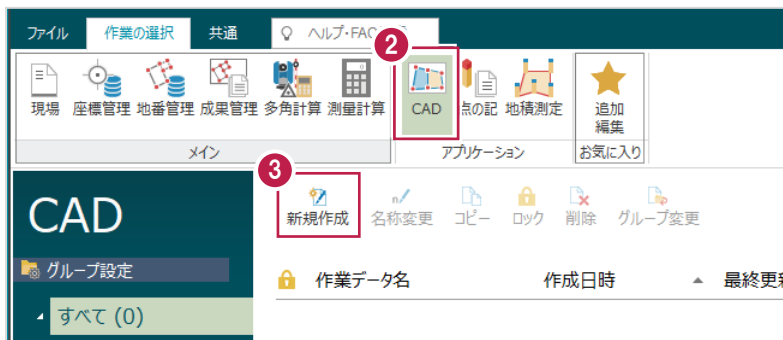 ファイル 作業の選択 共通 ヘルプ・FAQ
2
現場 座標管理 地番管理 成果管理 多角計算 測量計算 CAD 点の記 地積測定 追加
編集
メイン アプリケーション お気に入り
3
CAD
新規作成 名称変更 コピー ロック 削除 グループ変更
グループ設定
作業データ名 作成日時 最終更新
すべて (0)